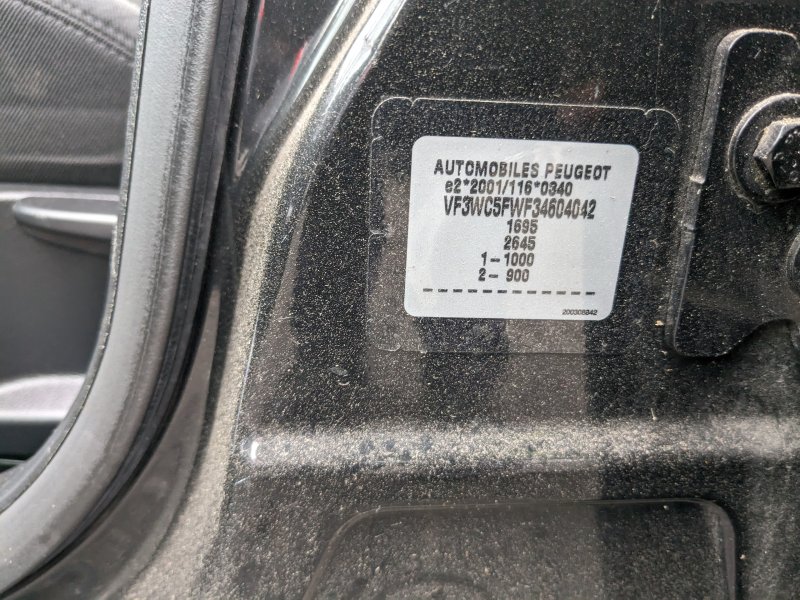 AUTOMOBILES PEUGEOT
e2*2001/116*0340
VF3WC5FWF34604042
1695
2645
1- 1000
2- 900
200308842